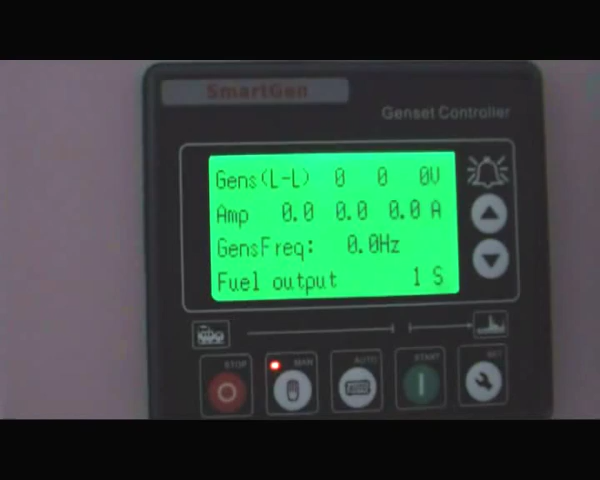 SmartGen
Genset Controller
Gens(L-L) 0 0 0V
Amp 0.0 0.0 0.0 A
GensFreq: 0.0Hz
Fuel output 1 S
STOP MAN AUTO START SET